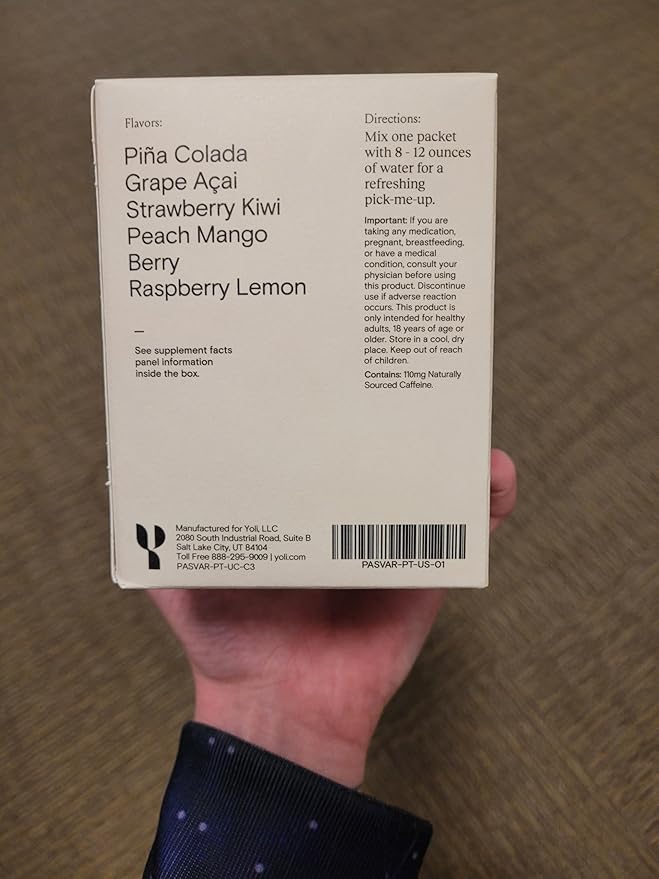 Flavors:
Piña Colada
Grape Açai
Strawberry Kiwi
Peach Mango
Berry
Raspberry Lemon
—
See supplement facts
panel information
inside the box.
Directions:
Mix one packet
with 8 - 12 ounces
of water for a
refreshing
pick-me-up.
Important: If you are
taking any medication,
pregnant, breastfeeding,
or have a medical
condition, consult your
physician before using
this product. Discontinue
use if adverse reaction
occurs. This product is
only intended for healthy
adults, 18 years of age or
older. Store in a cool, dry
place. Keep out of reach
of children.
Contains: 110mg Naturally
Sourced Caffeine.
Manufactured for Yoli, LLC
2080 South Industrial Road, Suite B
Salt Lake City, UT 84104
Toll Free 888-295-9009 | yoli.com
PASVAR-PT-UC-C3
PASVAR-PT-US-01